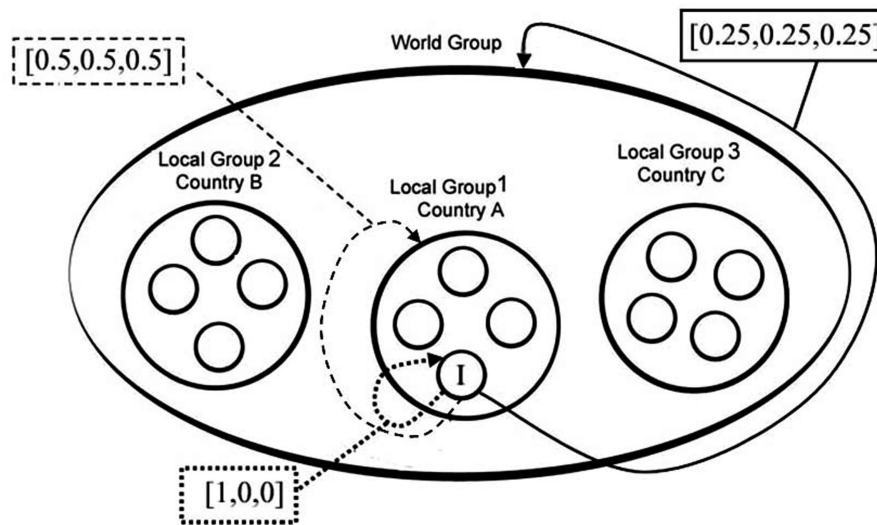 [0.25,0.25,0.25]
World Group
[0.5,0.5,0.5]
Local Group 2
Country B
Local Group 1
Country A
Local Group 3
Country C
I
[1,0,0]